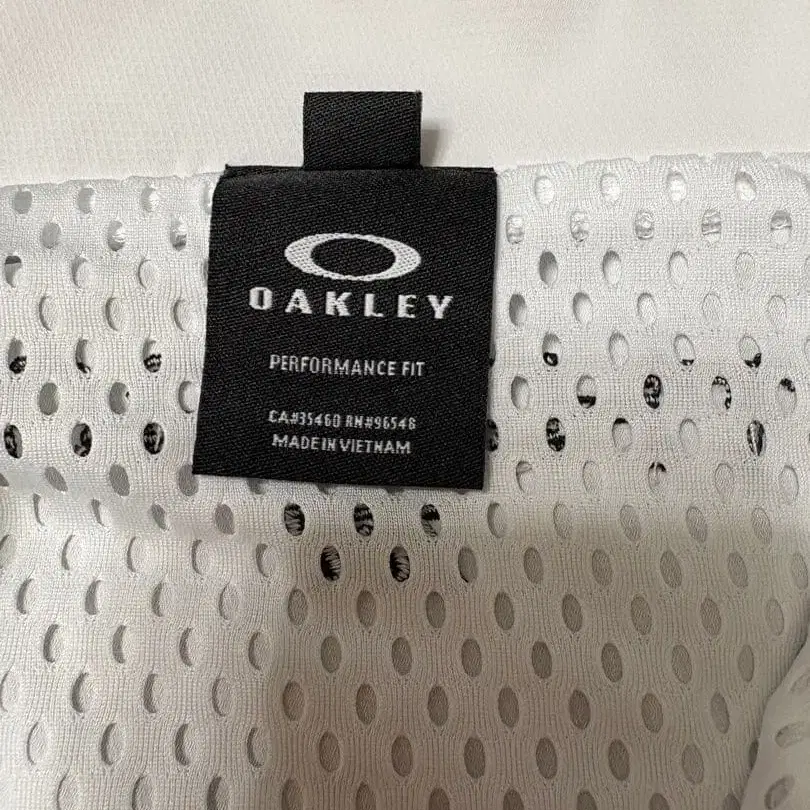 OAKLEY
PERFORMANCE FIT
CA#35460 RN#96548
MADE IN VIETNAM